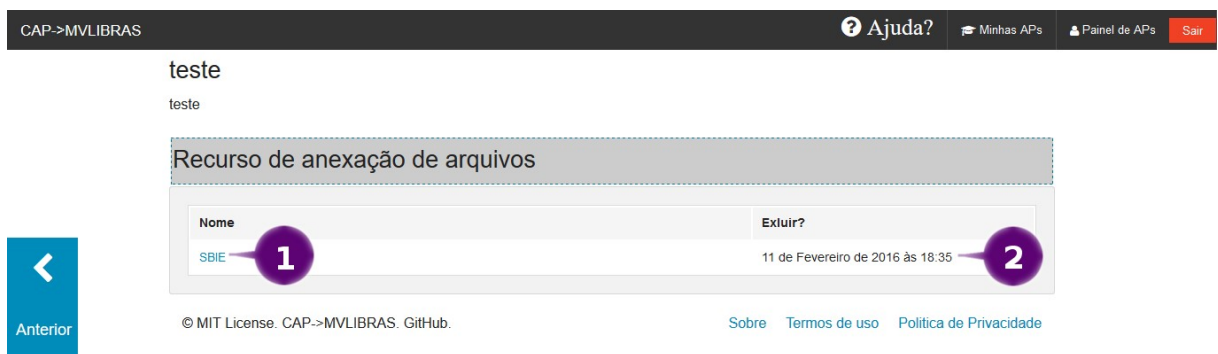 CAP->MVLIBRAS Ajuda? Minhas APs Painel de APs Sair
teste
teste
Recurso de anexação de arquivos
Nome Exluir?
SBIE 1 11 de Fevereiro de 2016 às 18:35 2
Anterior
© MIT License. CAP->MVLIBRAS. GitHub. Sobre Termos de uso Politica de Privacidade